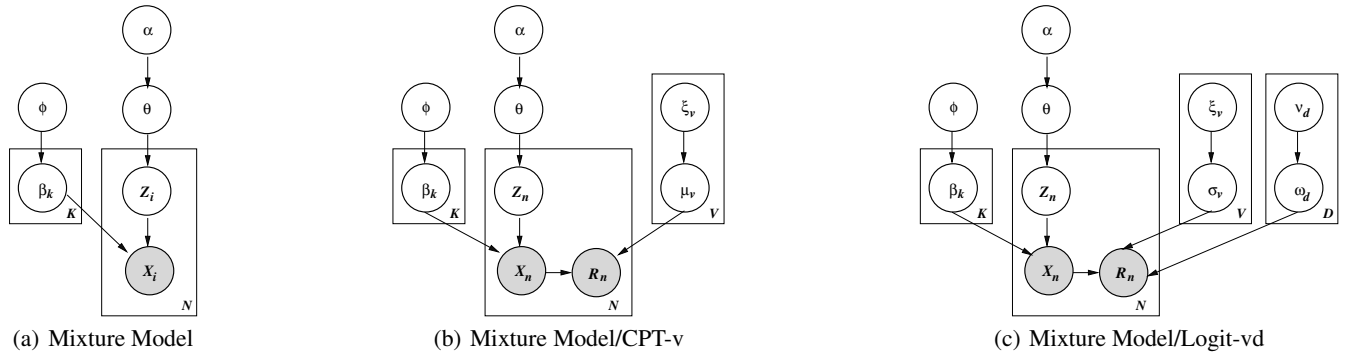 α
φ
θ
β_k
K
Z_i
X_i
N
(a) Mixture Model
α
φ
θ
ξ_v
β_k
K
Z_n
μ_v
V
X_n
R_n
N
(b) Mixture Model/CPT-v
α
φ
θ
ξ_v
ν_d
β_k
K
Z_n
σ_v
V
ω_d
D
X_n
R_n
N
(c) Mixture Model/Logit-vd